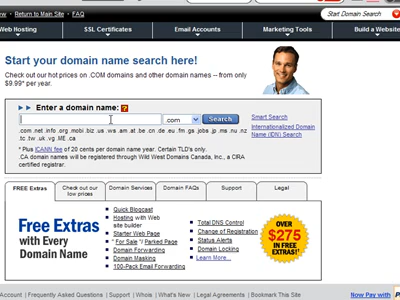 ew • Return to Main Site • FAQ
Start Domain Search
Web Hosting SSL Certificates Email Accounts Marketing Tools Build a Website
Start your domain name search here!
Check out our hot prices on .COM domains and other domain names -- from only
$9.99* per year.
Enter a domain name: ?
.com Search
Smart Search
Internationalized Domain
Name (IDN) Search
.com .net .info .org .mobi .biz .us .ws .am .at .be .cn .de .eu .fm .gs .jobs .jp .ms .nu .nz
.tc .tw .uk .vg .ME .ca
* Plus ICANN fee of 20 cents per domain name year. Certain TLD's only.
.CA domain names will be registered through Wild West Domains Canada, Inc., a CIRA
certified registrar.
FREE Extras
Check out our
low prices
Domain Services
Domain FAQs
Support
Legal
Free Extras
with Every
Domain Name
Quick Blogcast
Hosting with Web
site builder
Starter Web Page
"For Sale"/ Parked Page
Domain Forwarding
Domain Masking
100-Pack Email Forwarding
Total DNS Control
Change of Registration
Status Alerts
Domain Locking
Learn More...
Over
$275
IN FREE
EXTRAS!
Account | Frequently Asked Questions | Support | Whois | What's New | Legal Agreements | Bookmark This Site
Now Pay with